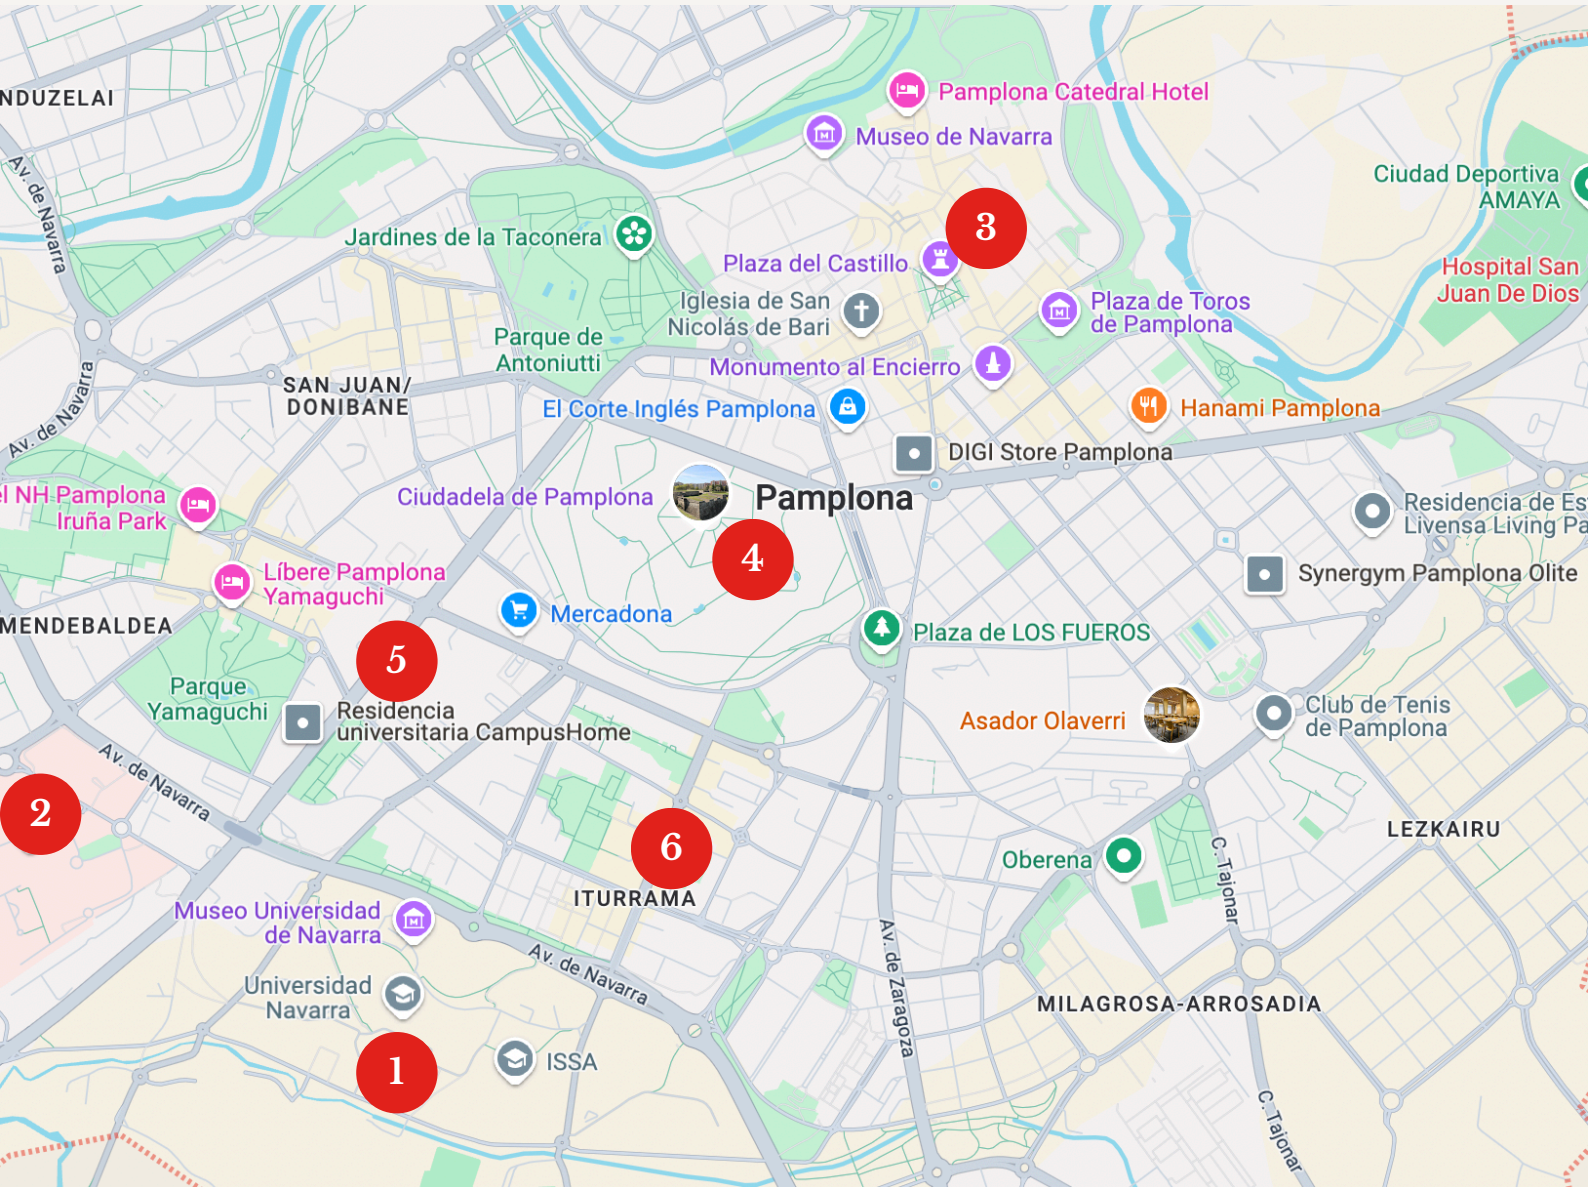 NDUZELAI
Av. de Navarra
Pamplona Catedral Hotel
Museo de Navarra
Ciudad Deportiva
AMAYA
3
Jardines de la Taconera
Plaza del Castillo
Hospital San
Juan De Dios
Iglesia de San
Nicolás de Bari
Plaza de Toros
de Pamplona
Parque de
Antoniutti
Monumento al Encierro
SAN JUAN/
DONIBANE
Av. de Navarra
El Corte Inglés Pamplona
Hanami Pamplona
DIGI Store Pamplona
el NH Pamplona
Iruña Park
Ciudadela de Pamplona
Pamplona
Residencia de Es
Livensa Living Pa
4
Líbere Pamplona
Yamaguchi
Synergym Pamplona Olite
Mercadona
MENDEBALDEA
Plaza de LOS FUEROS
5
Parque
Yamaguchi
Residencia
universitaria CampusHome
Asador Olaverri
Club de Tenis
de Pamplona
Av. de Navarra
2
6
LEZKAIRU
Oberena
C. Tajonar
ITURRAMA
Museo Universidad
de Navarra
Av. de Navarra
Av. de Zaragoza
Universidad
Navarra
MILAGROSA-ARROSADIA
1
ISSA
C. Tajonar